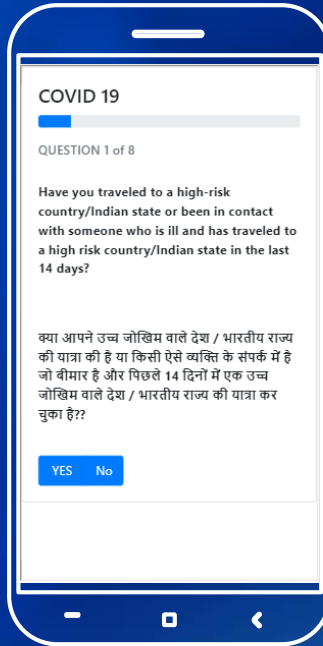 COVID 19
QUESTION 1 of 8
Have you traveled to a high-risk
country/Indian state or been in contact
with someone who is ill and has traveled to
a high risk country/Indian state in the last
14 days?
क्या आपने उच्च जोखिम वाले देश / भारतीय राज्य
की यात्रा की है या किसी ऐसे व्यक्ति के संपर्क में है
जो बीमार है और पिछले 14 दिनों में एक उच्च
जोखिम वाले देश / भारतीय राज्य की यात्रा कर
चुका है??
YES No